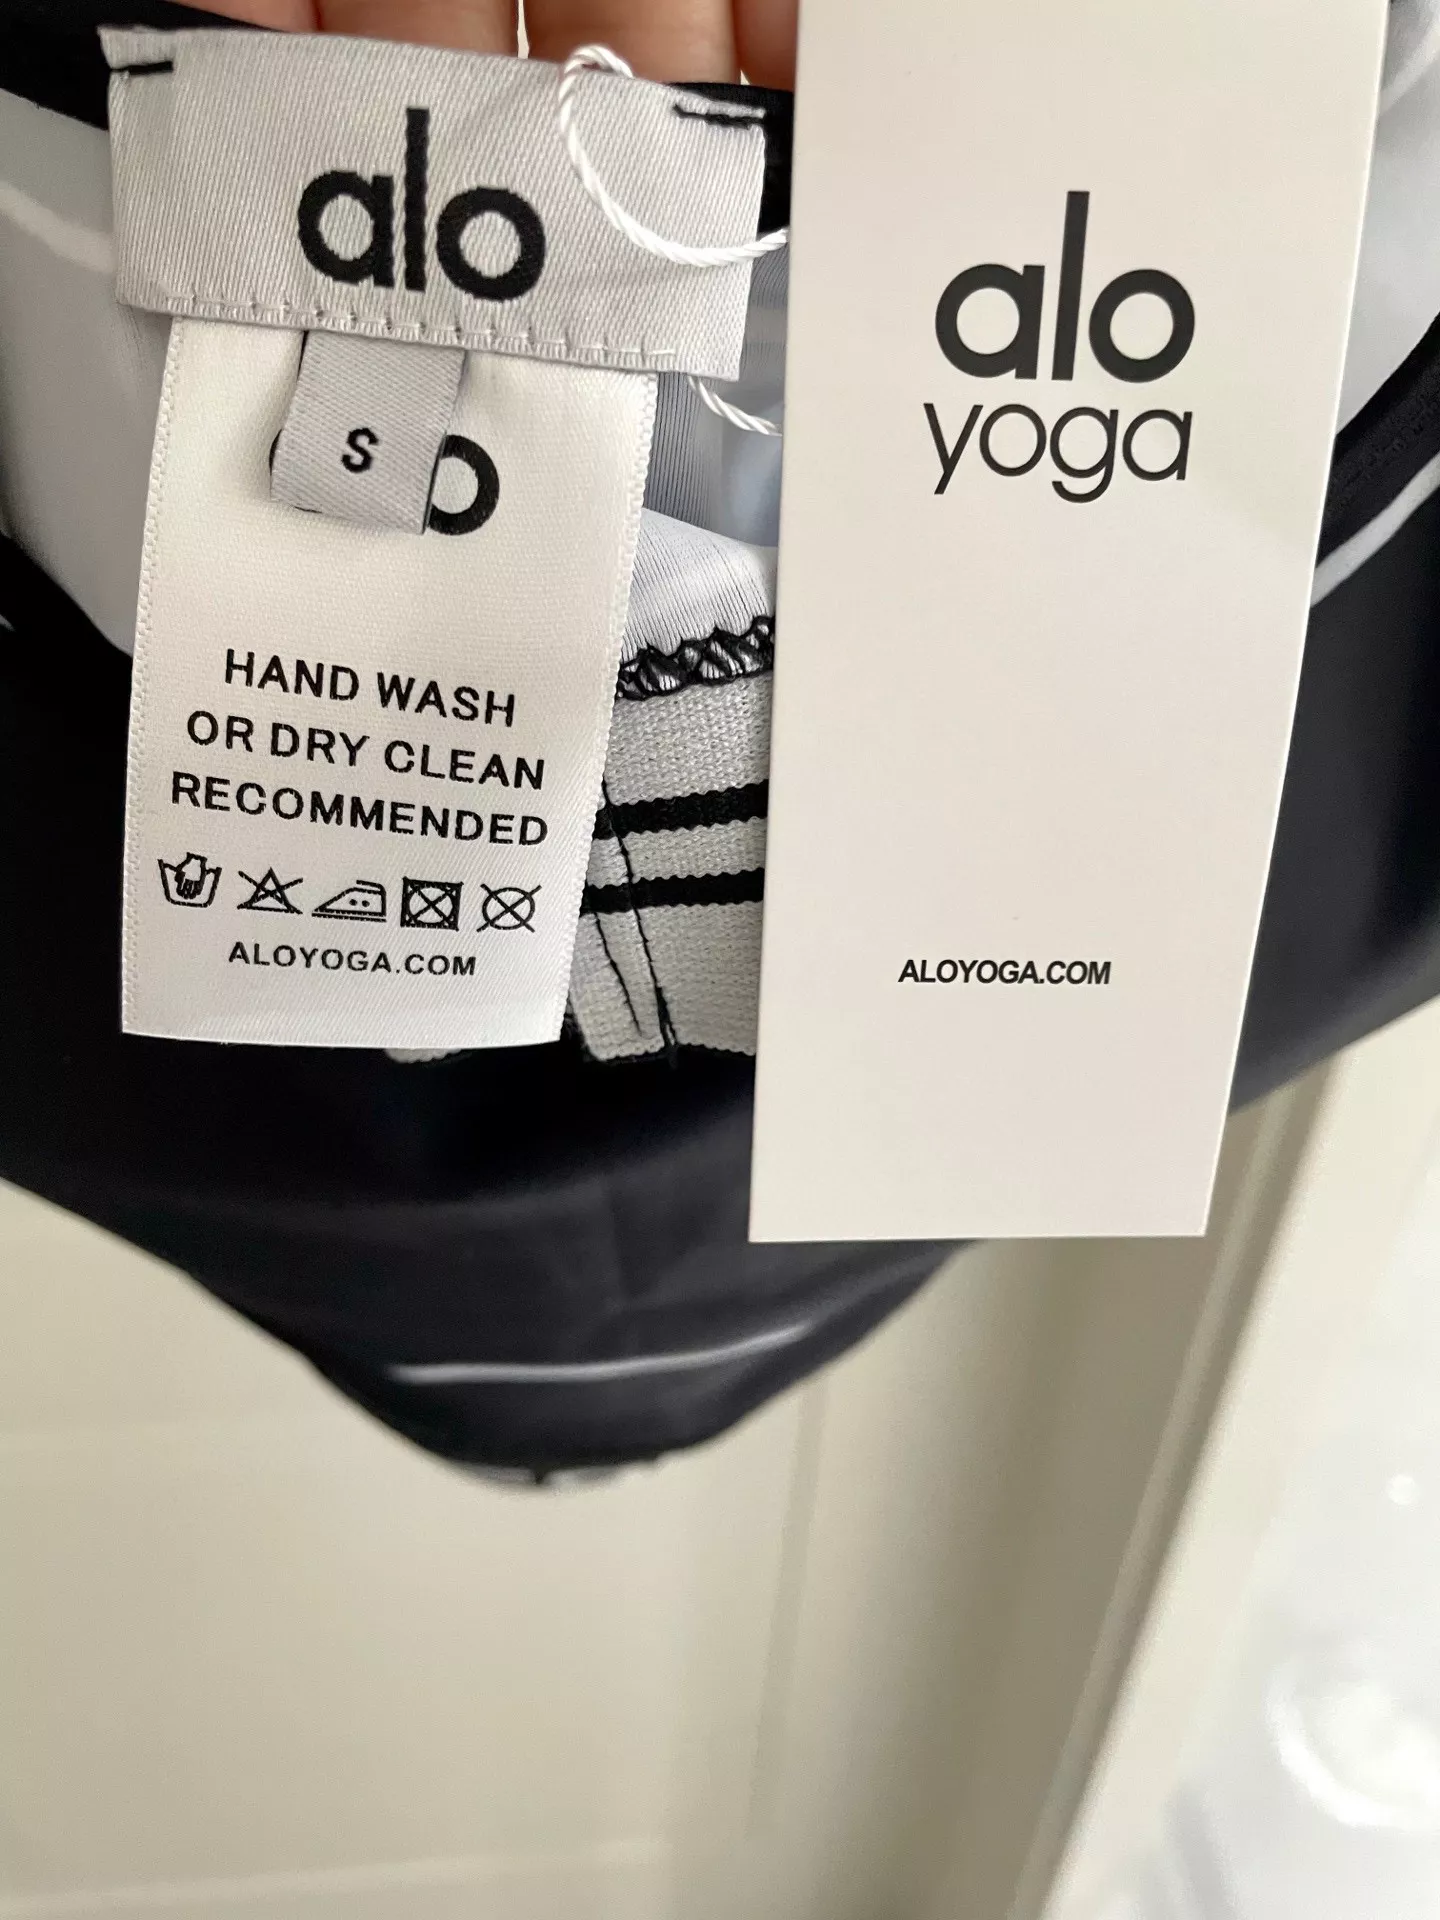 alo
S
o
HAND WASH
OR DRY CLEAN
RECOMMENDED
ALOYOGA.COM
alo
yoga
ALOYOGA.COM